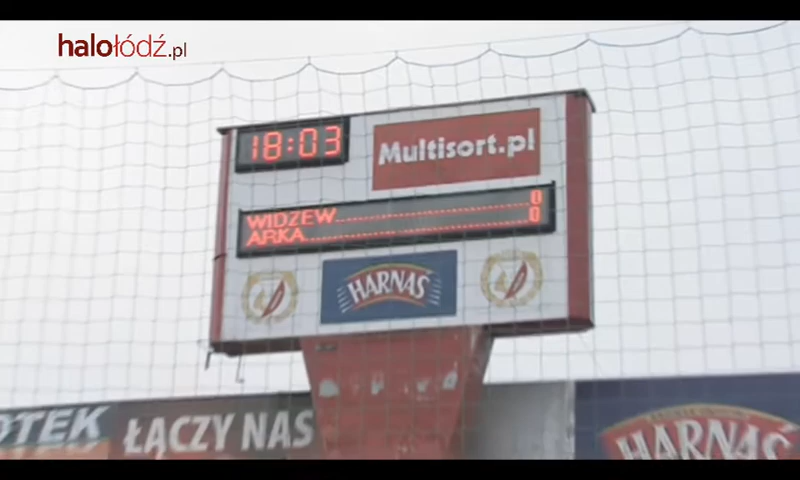 halołódź.pl
18:03
Multisort.pl
WIDZEW 0
ARKA 0
HARNAŚ
OTEK
ŁĄCZY NAS
HARNAŚ